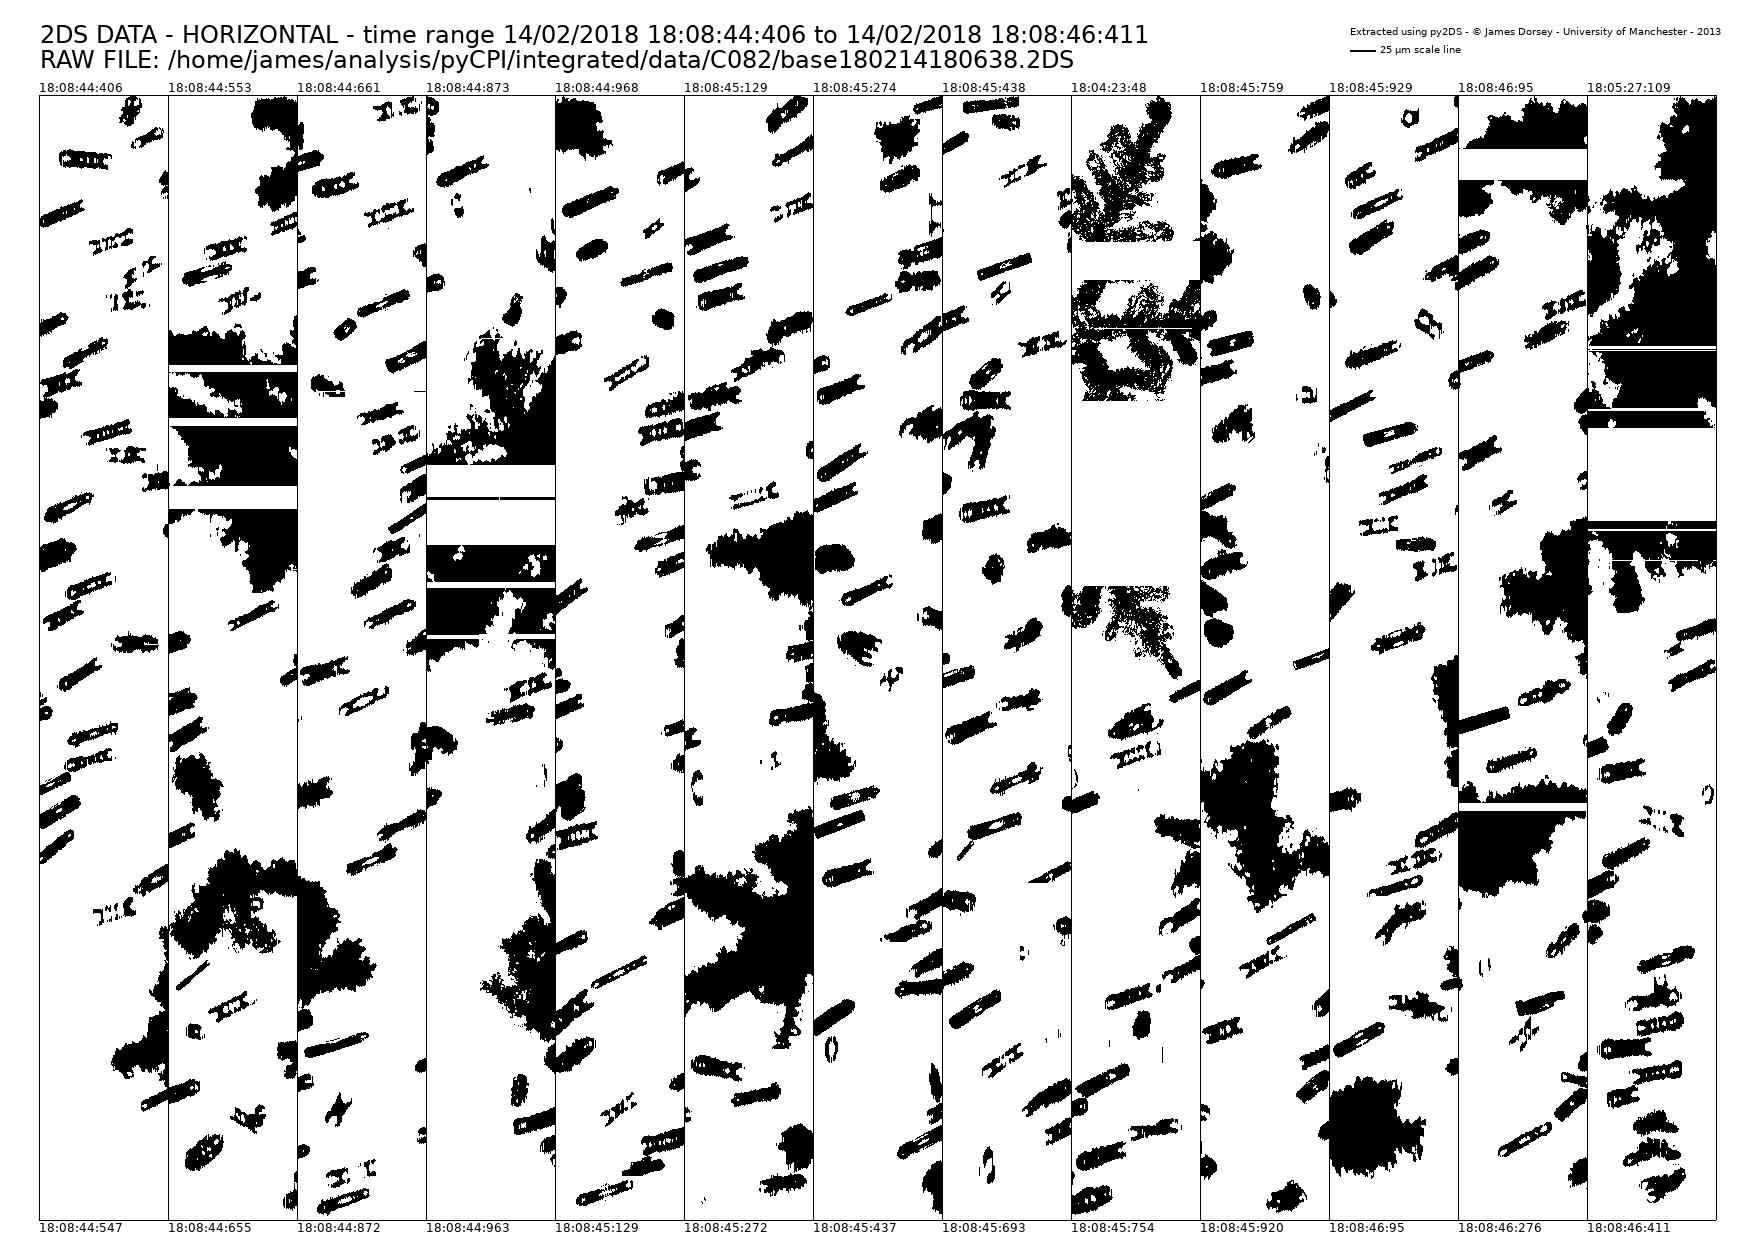 2DS DATA - HORIZONTAL - time range 14/02/2018 18:08:44:406 to 14/02/2018 18:08:46:411
RAW FILE: /home/james/analysis/pyCPI/integrated/data/C082/base180214180638.2DS
Extracted using py2DS - © James Dorsey - University of Manchester - 2013
25 µm scale line
18:08:44:406 18:08:44:553 18:08:44:661 18:08:44:873 18:08:44:968 18:08:45:129 18:08:45:274 18:08:45:438 18:04:23:48 18:08:45:759 18:08:45:929 18:08:46:95 18:05:27:109
18:08:44:547 18:08:44:655 18:08:44:872 18:08:44:963 18:08:45:129 18:08:45:272 18:08:45:437 18:08:45:693 18:08:45:754 18:08:45:920 18:08:46:95 18:08:46:276 18:08:46:411